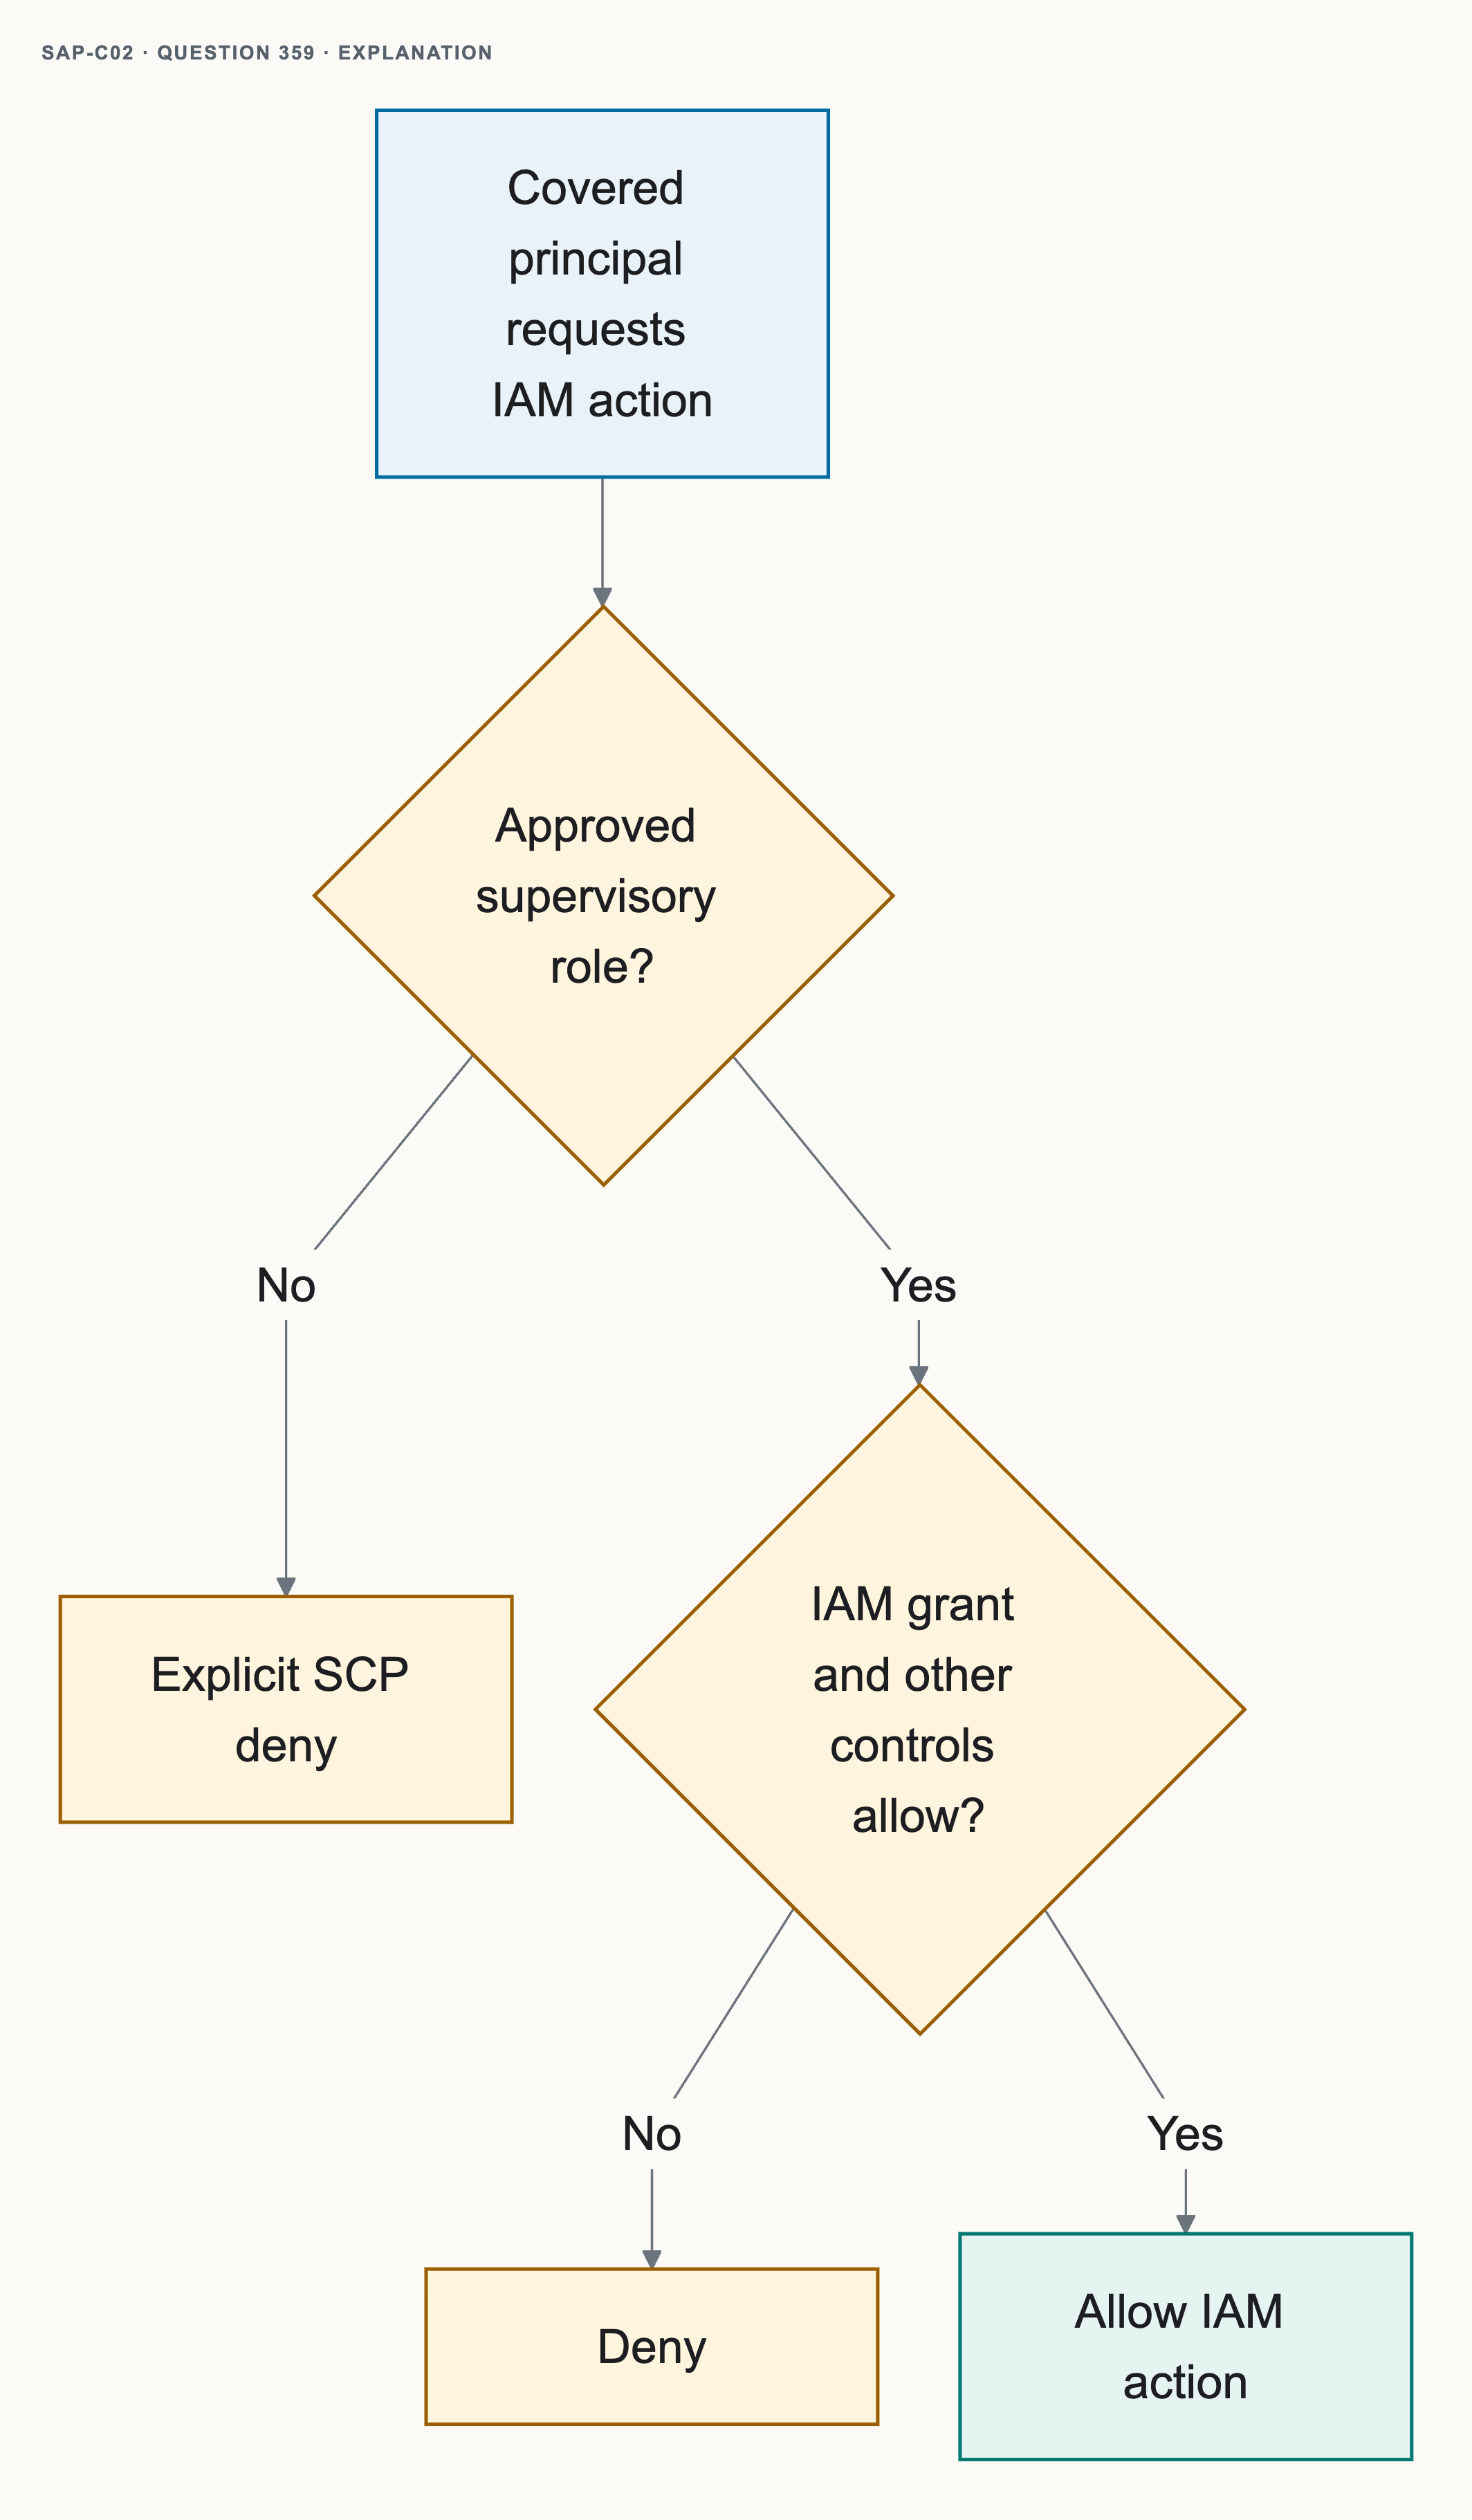 SAP-C02 · QUESTION 359 · EXPLANATION
Covered
principal
requests
IAM action
Approved
supervisory
role?
No
Yes
IAM grant
and other
controls
allow?
Explicit SCP
deny
No
Yes
Deny
Allow IAM
action